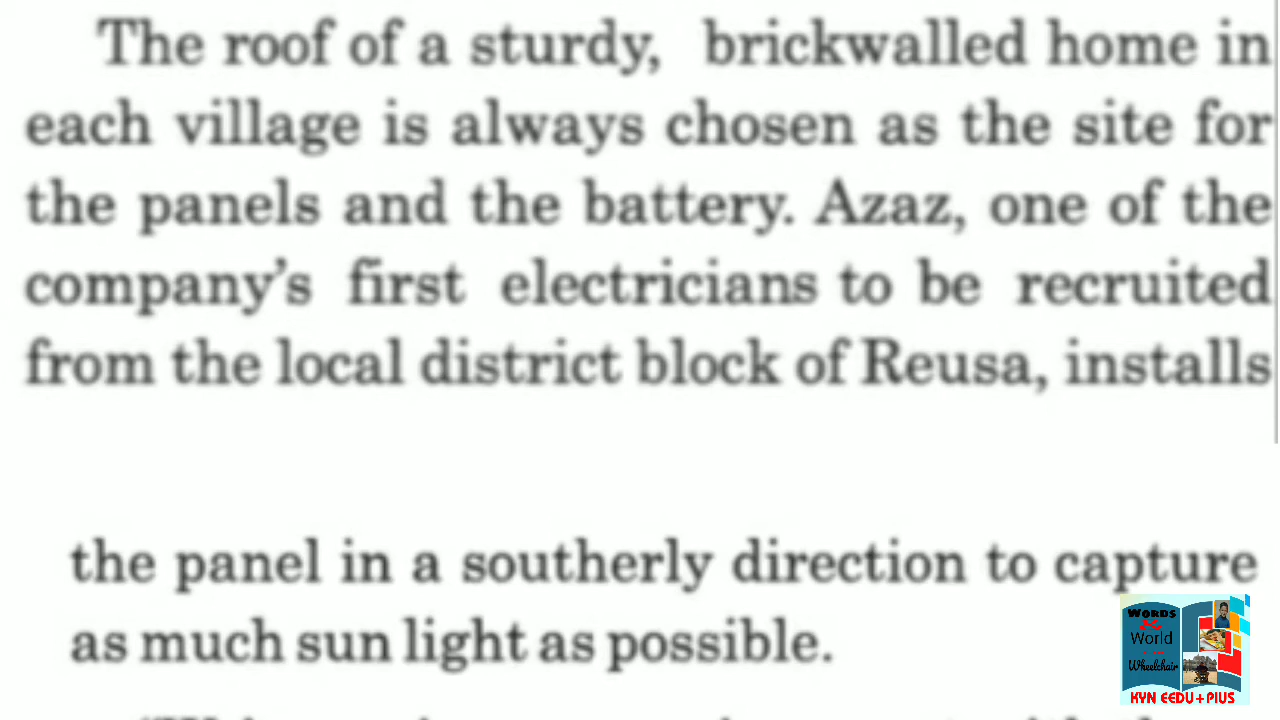 The roof of a sturdy, brickwalled home in
each village is always chosen as the site for
the panels and the battery. Azaz, one of the
company's first electricians to be recruited
from the local district block of Reusa, installs
the panel in a southerly direction to capture
as much sun light as possible.
WORDS
World
Wheelchair
KYN EEDU+PIUS